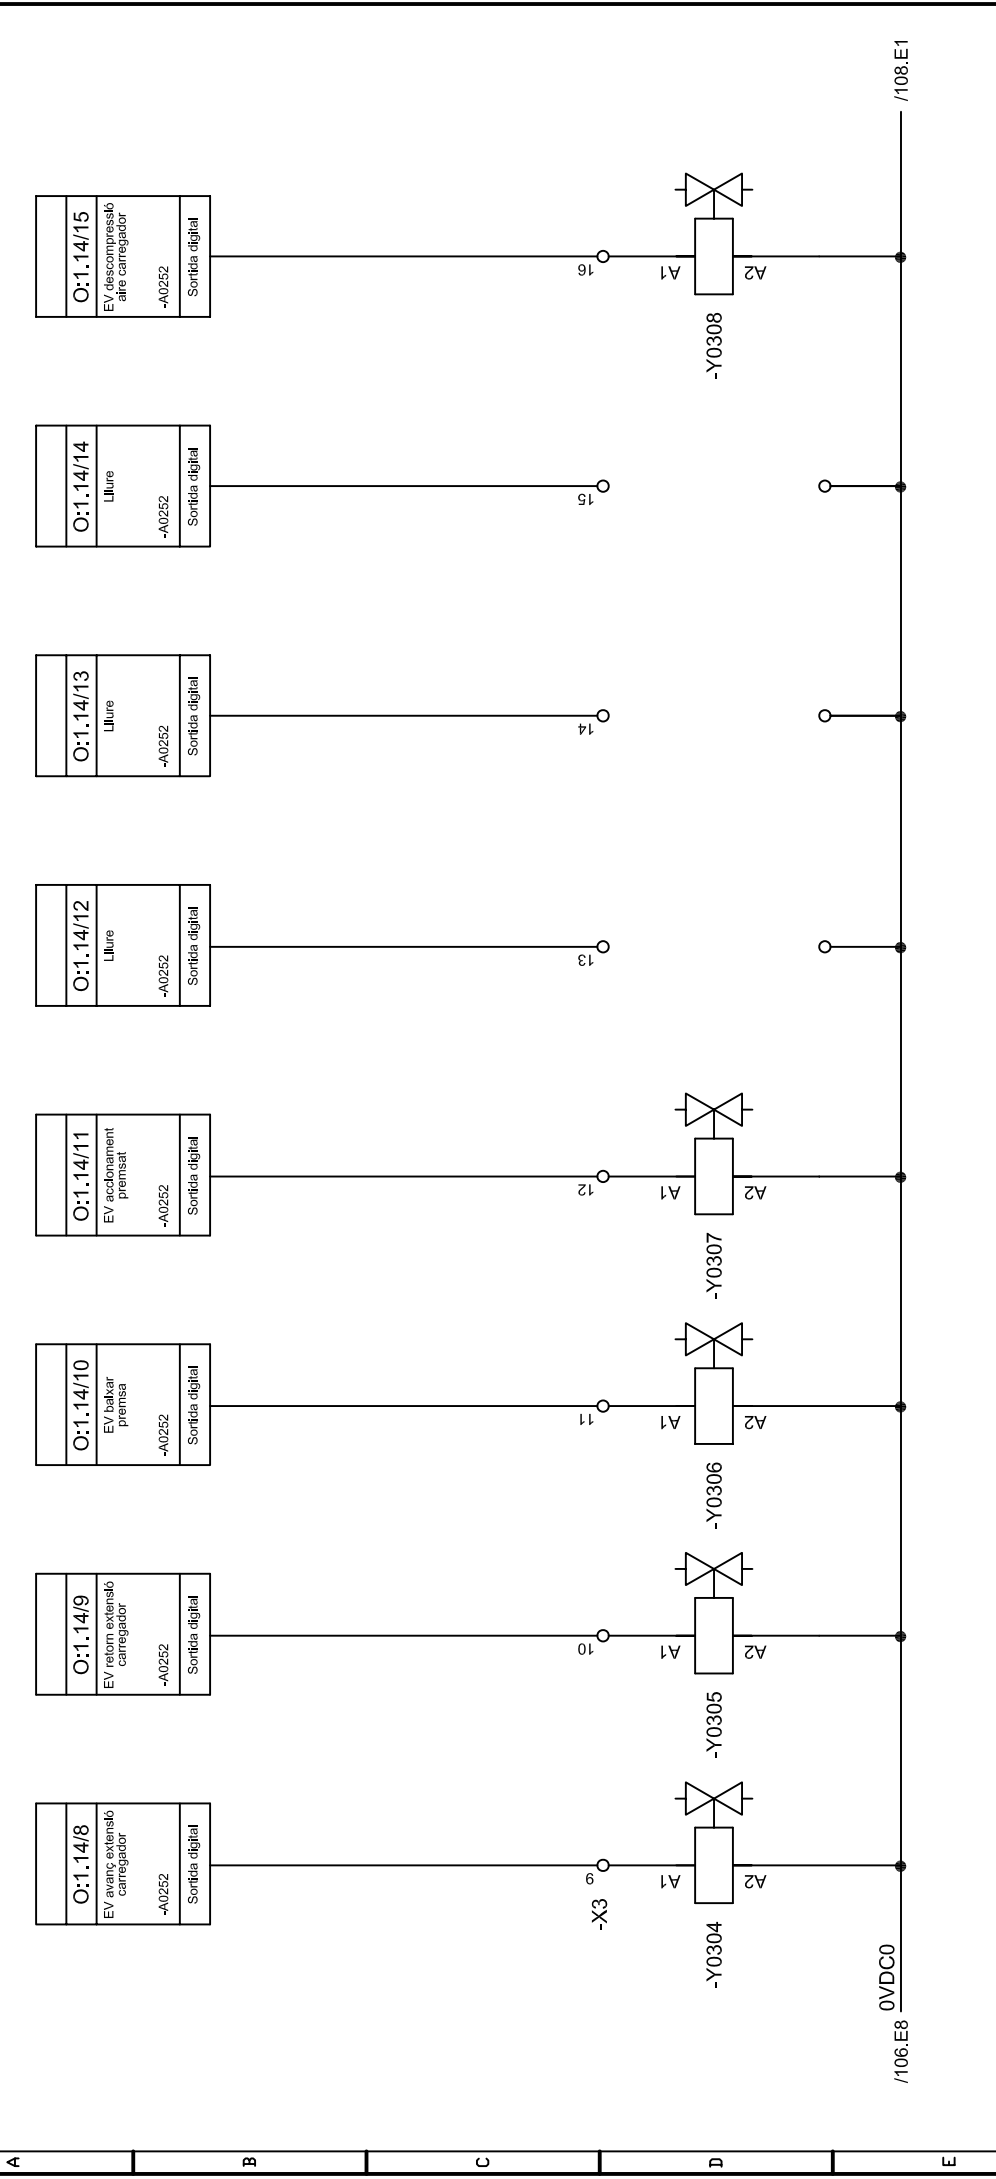 O:1.14/8
EV avanç extensió
carregador
-A0252
Sortida digital
O:1.14/9
EV retorn extensió
carregador
-A0252
Sortida digital
O:1.14/10
EV baixar
premsa
-A0252
Sortida digital
O:1.14/11
EV accionament
premsat
-A0252
Sortida digital
O:1.14/12
Lliure
-A0252
Sortida digital
O:1.14/13
Lliure
-A0252
Sortida digital
O:1.14/14
Lliure
-A0252
Sortida digital
O:1.14/15
EV descompressió
aire carregador
-A0252
Sortida digital
-X3
9
10
11
12
13
14
15
16
A1
A1
A1
A1
A1
-Y0304
-Y0305
-Y0306
-Y0307
-Y0308
A2
A2
A2
A2
A2
/106.E8
0VDC0
/108.E1
A
B
C
D
E